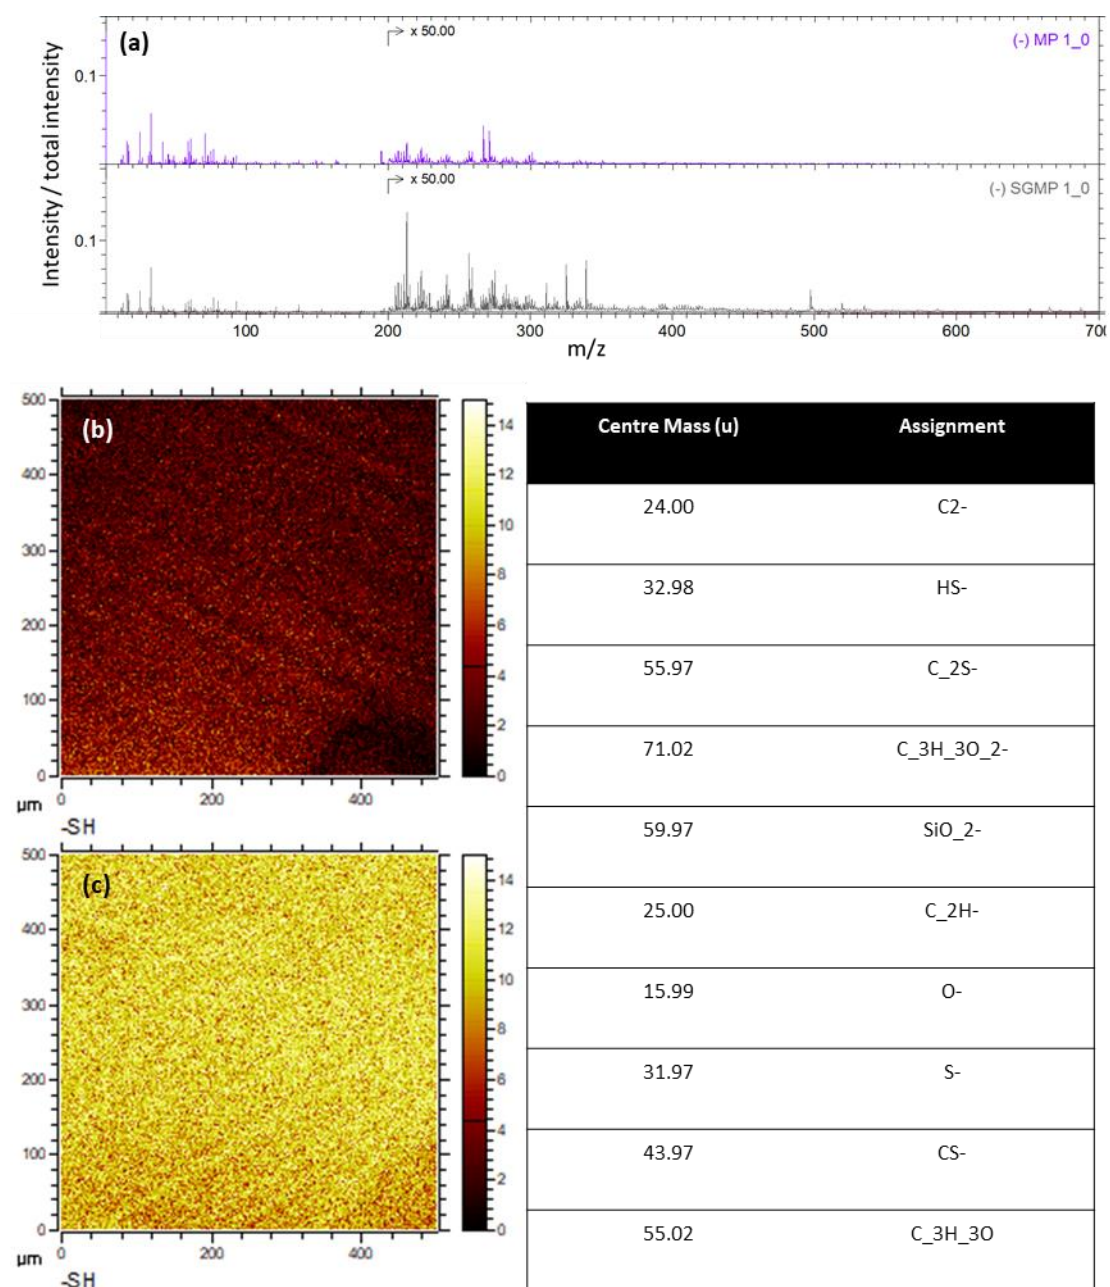 (a)
x 50.00
(-) MP 1_0
0.1
x 50.00
(-) SGMP 1_0
0.1
Intensity / total intensity
100 200 300 400 500 600 700
m/z
(b)
500
400
300
200
100
0
14
12
10
8
6
4
2
0
µm 0 200 400
-SH
(c)
500
400
300
200
100
0
14
12
10
8
6
4
2
0
µm 0 200 400
-SH
Centre Mass (u) Assignment
24.00 C2-
32.98 HS-
55.97 C_2S-
71.02 C_3H_3O_2-
59.97 SiO_2-
25.00 C_2H-
15.99 O-
31.97 S-
43.97 CS-
55.02 C_3H_3O